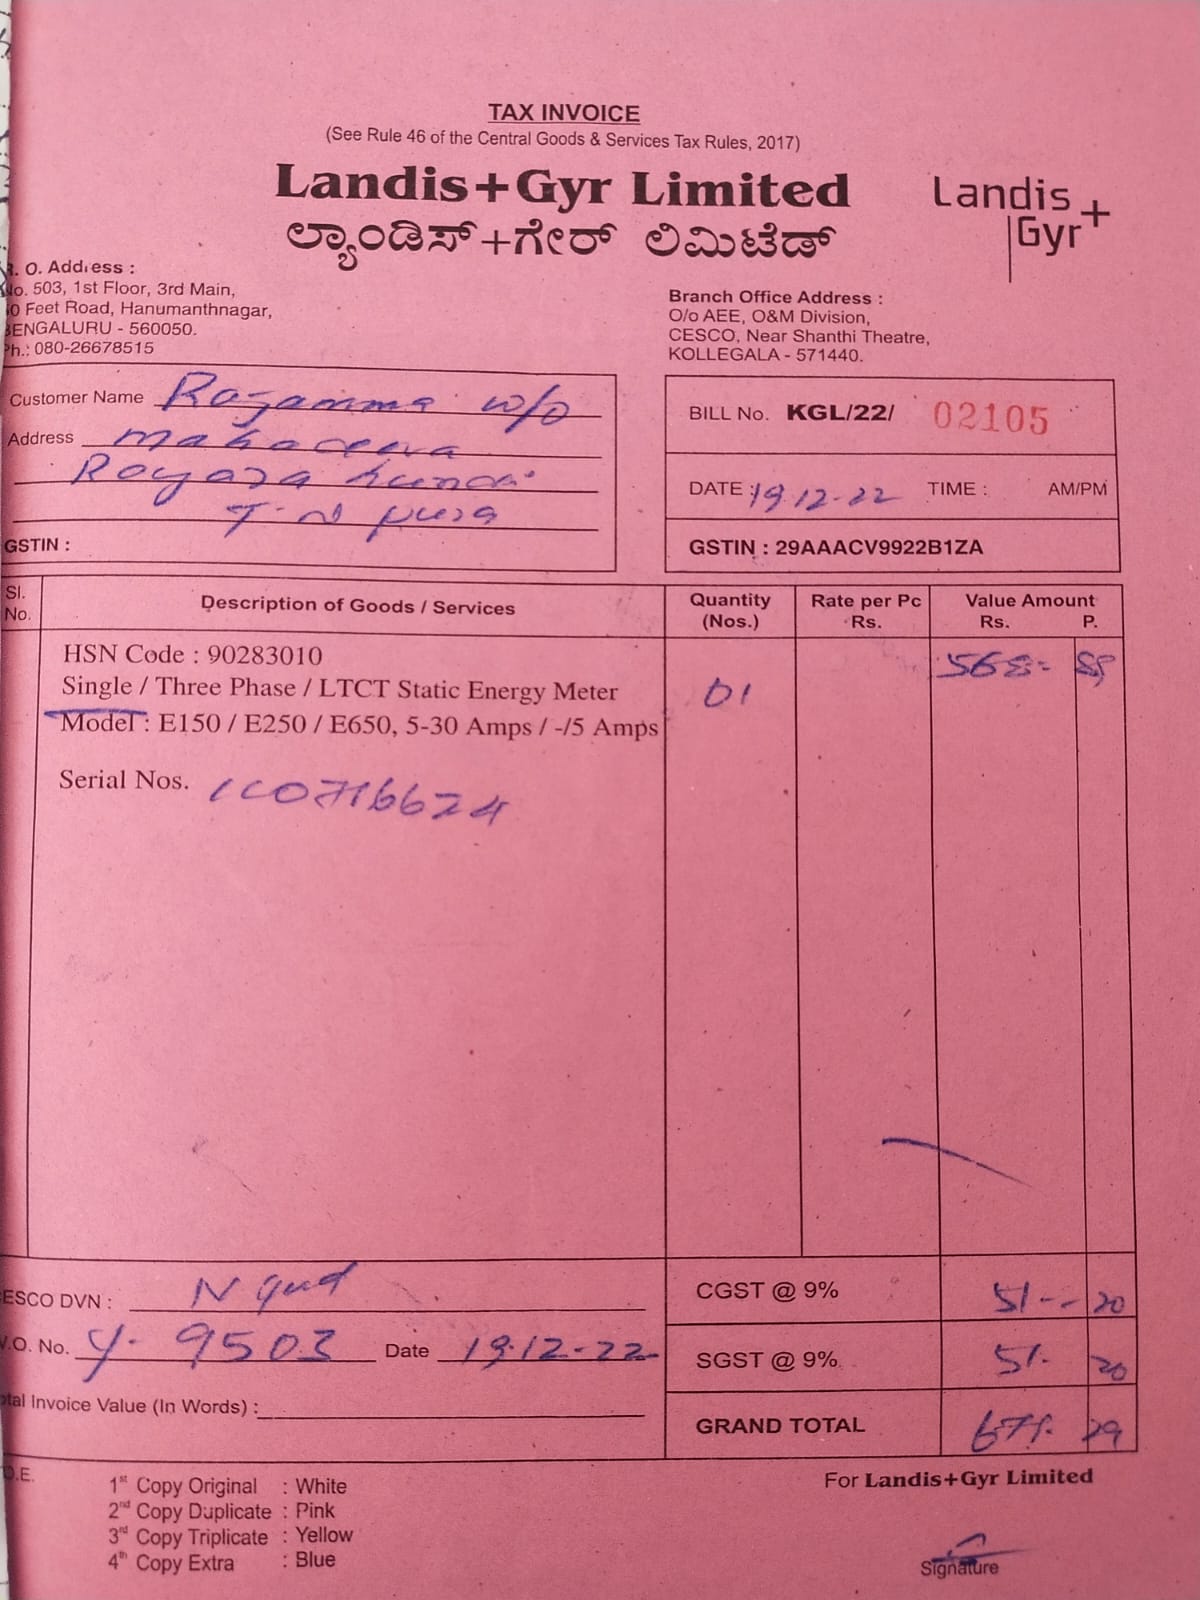 TAX INVOICE
(See Rule 46 of the Central Goods & Services Tax Rules, 2017)
Landis+Gyr Limited
ಲ್ಯಾಂಡಿಸ್+ಗೇರ್ ಲಿಮಿಟೆಡ್
Landis
Gyr+
R. O. Address :
No. 503, 1st Floor, 3rd Main,
0 Feet Road, Hanumanthnagar,
BENGALURU - 560050.
Ph.: 080-26678515
Branch Office Address :
O/o AEE, O&M Division,
CESCO, Near Shanthi Theatre,
KOLLEGALA - 571440.
Customer Name w/o
Address
T. N pura
GSTIN :
BILL No. KGL/22/ 02105
DATE : 19.12.22 TIME : AM/PM
GSTIN : 29AAACV9922B1ZA
Sl. No. Description of Goods / Services Quantity (Nos.) Rate per Pc Rs. Value Amount Rs. P.
HSN Code : 90283010 568-
Single / Three Phase / LTCT Static Energy Meter 01
Model : E150 / E250 / E650, 5-30 Amps / -/5 Amps
Serial Nos.
ESCO DVN :
CGST @ 9% 51-- 20
.O. No. 9503 Date 19.12-22
SGST @ 9% 51- 20
tal Invoice Value (In Words) :
GRAND TOTAL 29
O.E.
1st Copy Original : White
2nd Copy Duplicate : Pink
3rd Copy Triplicate : Yellow
4th Copy Extra : Blue
For Landis+Gyr Limited
Signature